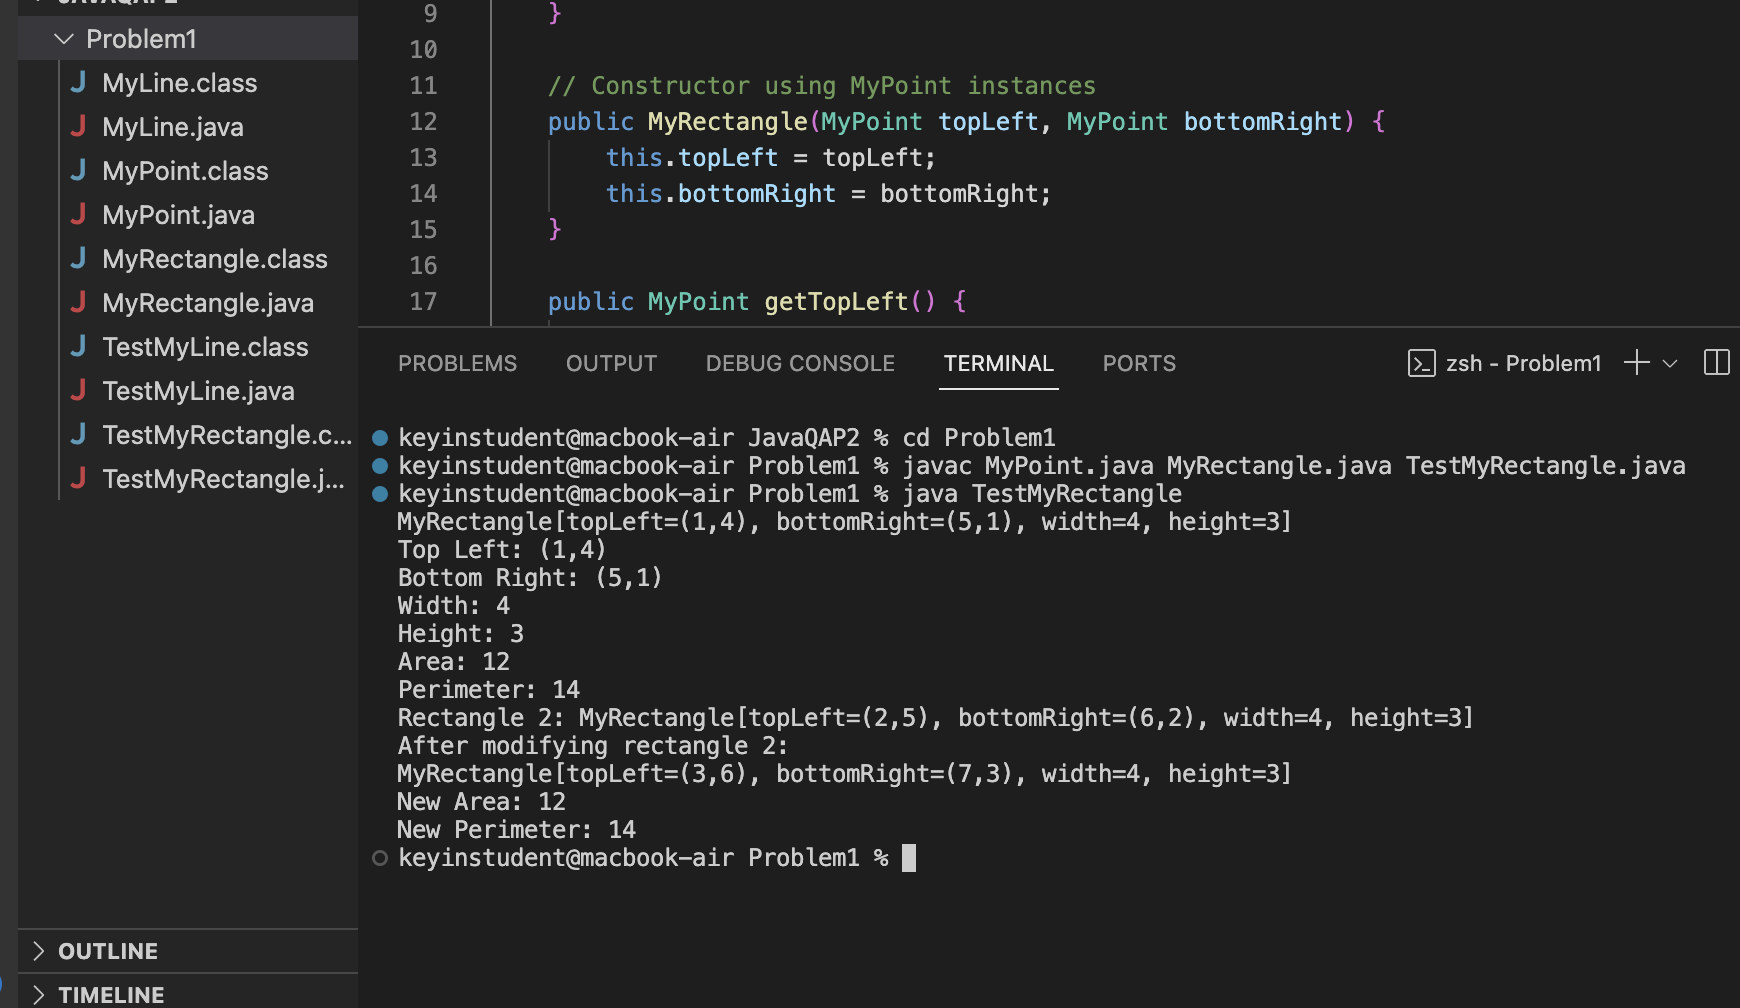 Problem1
MyLine.class
MyLine.java
MyPoint.class
MyPoint.java
MyRectangle.class
MyRectangle.java
TestMyLine.class
TestMyLine.java
TestMyRectangle.c...
TestMyRectangle.j...
OUTLINE
TIMELINE
9 }
10
11 // Constructor using MyPoint instances
12 public MyRectangle(MyPoint topLeft, MyPoint bottomRight) {
13 this.topLeft = topLeft;
14 this.bottomRight = bottomRight;
15 }
16
17 public MyPoint getTopLeft() {
PROBLEMS OUTPUT DEBUG CONSOLE TERMINAL PORTS zsh - Problem1
keyinstudent@macbook-air JavaQAP2 % cd Problem1
keyinstudent@macbook-air Problem1 % javac MyPoint.java MyRectangle.java TestMyRectangle.java
keyinstudent@macbook-air Problem1 % java TestMyRectangle
MyRectangle[topLeft=(1,4), bottomRight=(5,1), width=4, height=3]
Top Left: (1,4)
Bottom Right: (5,1)
Width: 4
Height: 3
Area: 12
Perimeter: 14
Rectangle 2: MyRectangle[topLeft=(2,5), bottomRight=(6,2), width=4, height=3]
After modifying rectangle 2:
MyRectangle[topLeft=(3,6), bottomRight=(7,3), width=4, height=3]
New Area: 12
New Perimeter: 14
keyinstudent@macbook-air Problem1 %